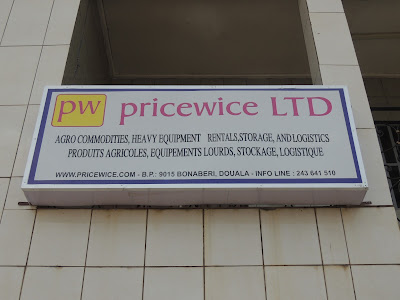 pw pricewice LTD
AGRO COMMODITIES, HEAVY EQUIPMENT RENTALS,STORAGE, AND LOGISTICS
PRODUITS AGRICOLES, EQUIPEMENTS LOURDS, STOCKAGE, LOGISTIQUE
WWW.PRICEWICE.COM - B.P.: 9015 BONABERI, DOUALA - INFO LINE : 243 641 510